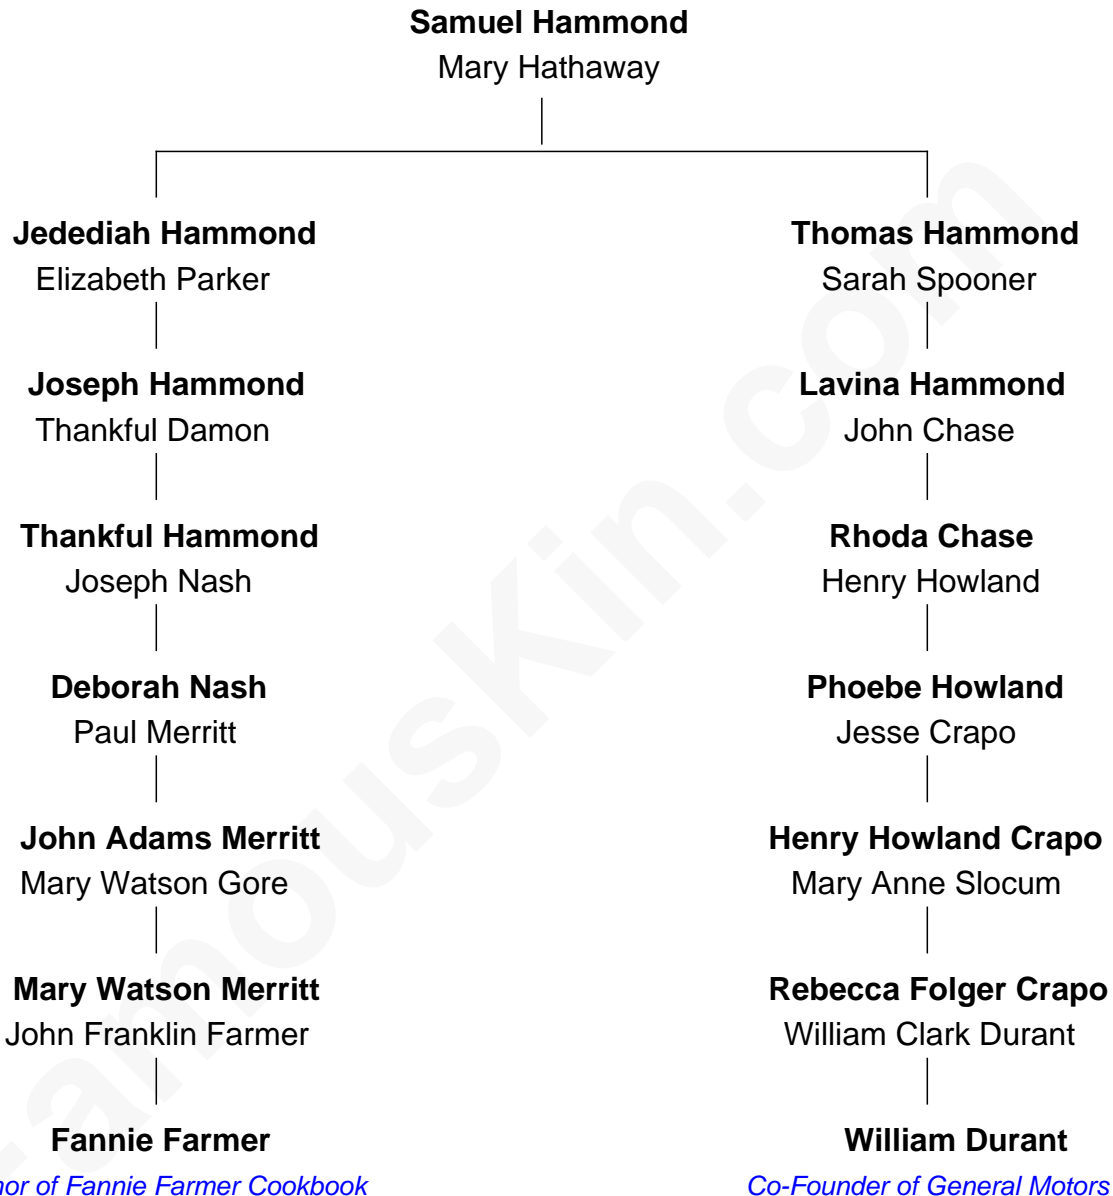 Samuel Hammond
Mary Hathaway
Jedediah Hammond
Elizabeth Parker
Joseph Hammond
Thankful Damon
Thankful Hammond
Joseph Nash
Deborah Nash
Paul Merritt
John Adams Merritt
Mary Watson Gore
Mary Watson Merritt
John Franklin Farmer
Fannie Farmer
hor of Fannie Farmer Cookbook
Thomas Hammond
Sarah Spooner
Lavina Hammond
John Chase
Rhoda Chase
Henry Howland
Phoebe Howland
Jesse Crapo
Henry Howland Crapo
Mary Anne Slocum
Rebecca Folger Crapo
William Clark Durant
William Durant
Co-Founder of General Motors
FamousKin.com